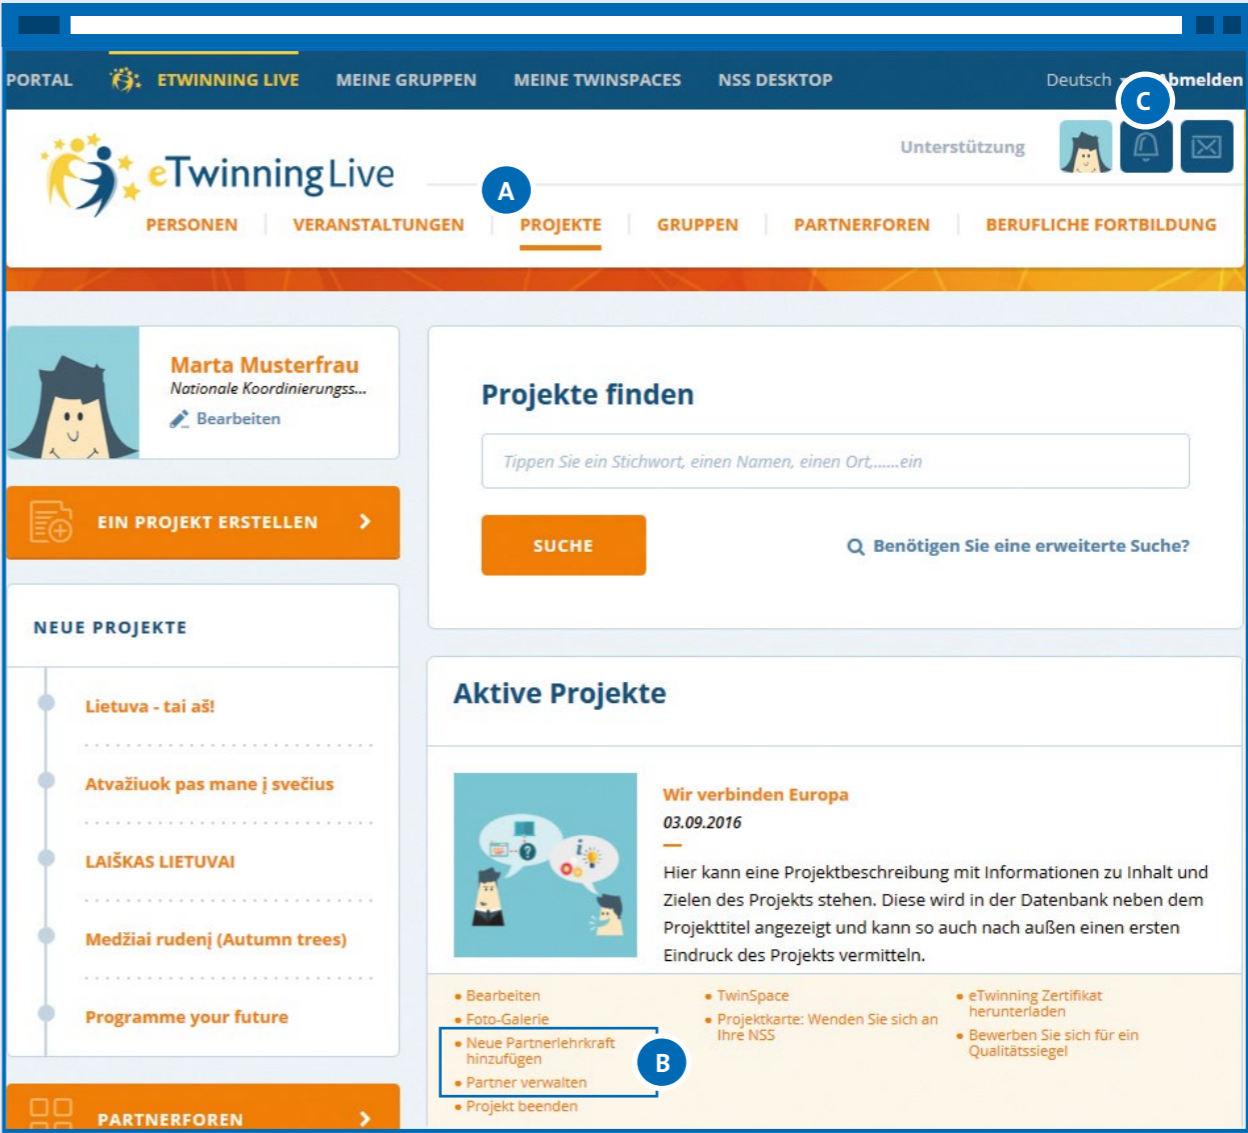 PORTAL ETWINNING LIVE MEINE GRUPPEN MEINE TWINSPACES NSS DESKTOP Deutsch Abmelden
C
Unterstützung
eTwinningLive
A
PERSONEN VERANSTALTUNGEN PROJEKTE GRUPPEN PARTNERFOREN BERUFLICHE FORTBILDUNG
Marta Musterfrau
Nationale Koordinierungss...
Bearbeiten
EIN PROJEKT ERSTELLEN
NEUE PROJEKTE
Lietuva - tai aš!
Atvažiuok pas mane į svečius
LAIŠKAS LIETUVAI
Medžiai rudenį (Autumn trees)
Programme your future
PARTNERFOREN
Projekte finden
Tippen Sie ein Stichwort, einen Namen, einen Ort,......ein
SUCHE
Benötigen Sie eine erweiterte Suche?
Aktive Projekte
Wir verbinden Europa
03.09.2016
Hier kann eine Projektbeschreibung mit Informationen zu Inhalt und
Zielen des Projekts stehen. Diese wird in der Datenbank neben dem
Projekttitel angezeigt und kann so auch nach außen einen ersten
Eindruck des Projekts vermitteln.
• Bearbeiten
• Foto-Galerie
• Neue Partnerlehrkraft
hinzufügen
• Partner verwalten
• Projekt beenden
B
• TwinSpace
• Projektkarte: Wenden Sie sich an
Ihre NSS
• eTwinning Zertifikat
herunterladen
• Bewerben Sie sich für ein
Qualitätssiegel